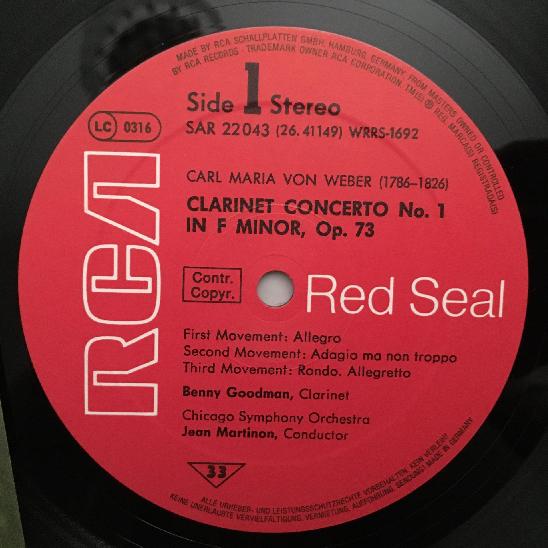 MADE BY RCA SCHALLPLATTEN GMBH, HAMBURG, GERMANY, FROM MASTERS OWNED OR CONTROLLED
BY RCA RECORDS · TRADEMARK OWNER RCA CORPORATION TM(S) ® REG. MARCA(S) REGISTRADA(S)
Side 1 Stereo
LC 0316
SAR 22043 (26.41149) WRRS-1692
CARL MARIA VON WEBER (1786–1826)
CLARINET CONCERTO No. 1
IN F MINOR, Op. 73
RCA
Contr.
Copyr.
Red Seal
First Movement: Allegro
Second Movement: Adagio ma non troppo
Third Movement: Rondo. Allegretto
Benny Goodman, Clarinet
Chicago Symphony Orchestra
Jean Martinon, Conductor
33
ALLE URHEBER- UND LEISTUNGSSCHUTZRECHTE VORBEHALTEN. KEIN VERLEIH!
KEINE UNERLAUBTE VERVIELFÄLTIGUNG, VERMIETUNG, AUFFÜHRUNG, SENDUNG! MADE IN GERMANY